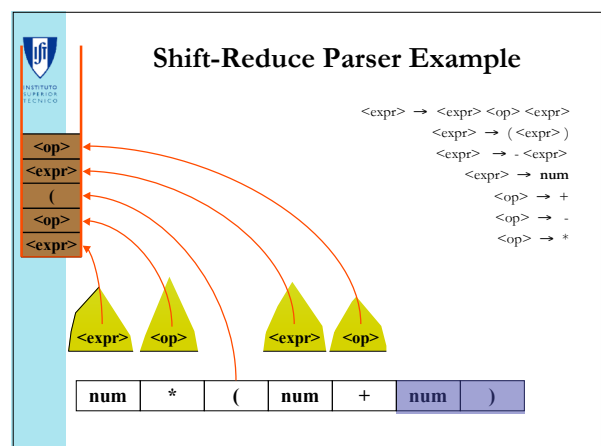 Shift-Reduce Parser Example
INSTITUTO
SUPERIOR
TECNICO
<expr> → <expr> <op> <expr>
<expr> → ( <expr> )
<expr> → - <expr>
<expr> → num
<op> → +
<op> → -
<op> → *
<op>
<expr>
(
<op>
<expr>
<expr> <op> <expr> <op>
num * ( num + num )